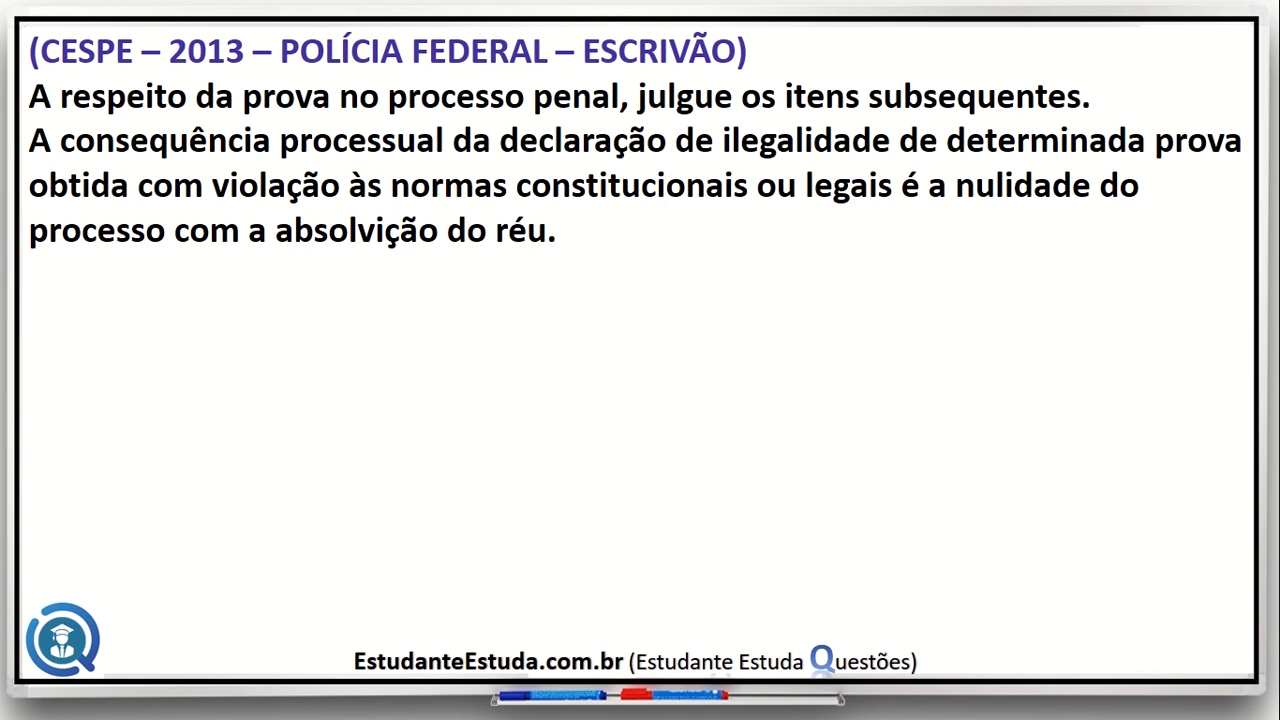 (CESPE – 2013 – POLÍCIA FEDERAL – ESCRIVÃO)
A respeito da prova no processo penal, julgue os itens subsequentes.
A consequência processual da declaração de ilegalidade de determinada prova
obtida com violação às normas constitucionais ou legais é a nulidade do
processo com a absolvição do réu.
EstudanteEstuda.com.br (Estudante Estuda Questões)